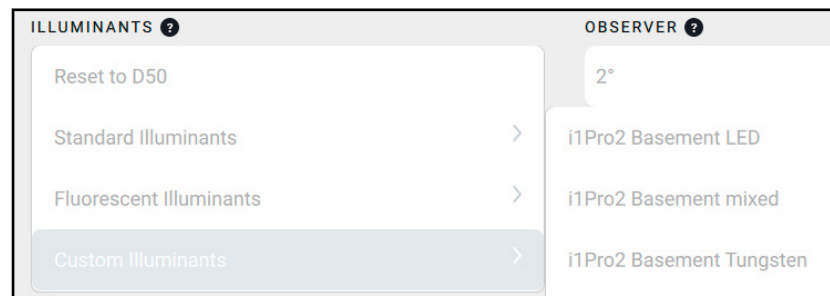 ILLUMINANTS ?
OBSERVER ?
Reset to D50
2°
Standard Illuminants
i1Pro2 Basement LED
Fluorescent Illuminants
i1Pro2 Basement mixed
Custom Illuminants
i1Pro2 Basement Tungsten